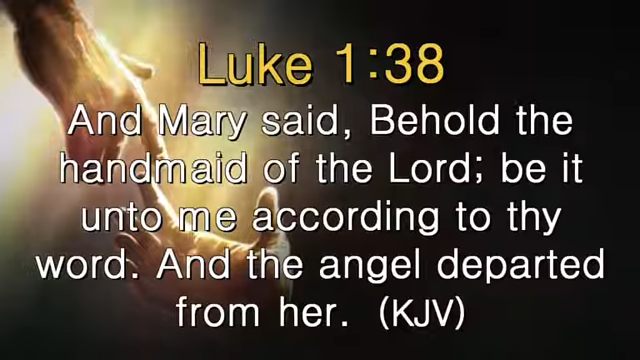 Luke 1:38
And Mary said, Behold the
handmaid of the Lord; be it
unto me according to thy
word. And the angel departed
from her. (KJV)